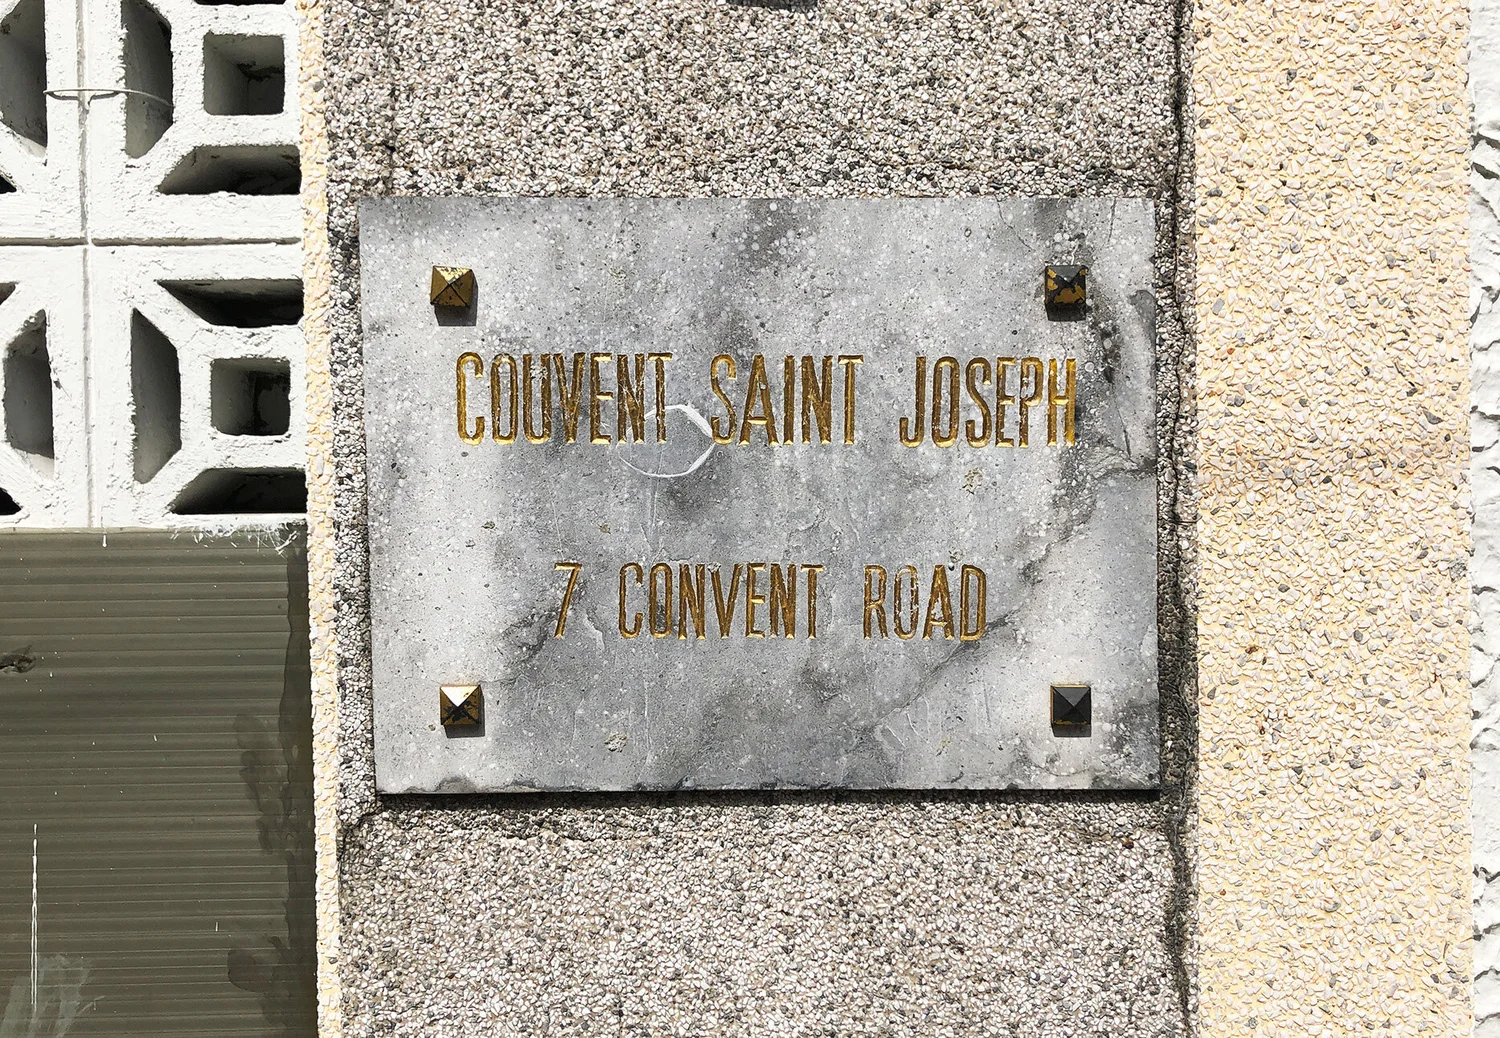 COUVENT SAINT JOSEPH
7 CONVENT ROAD